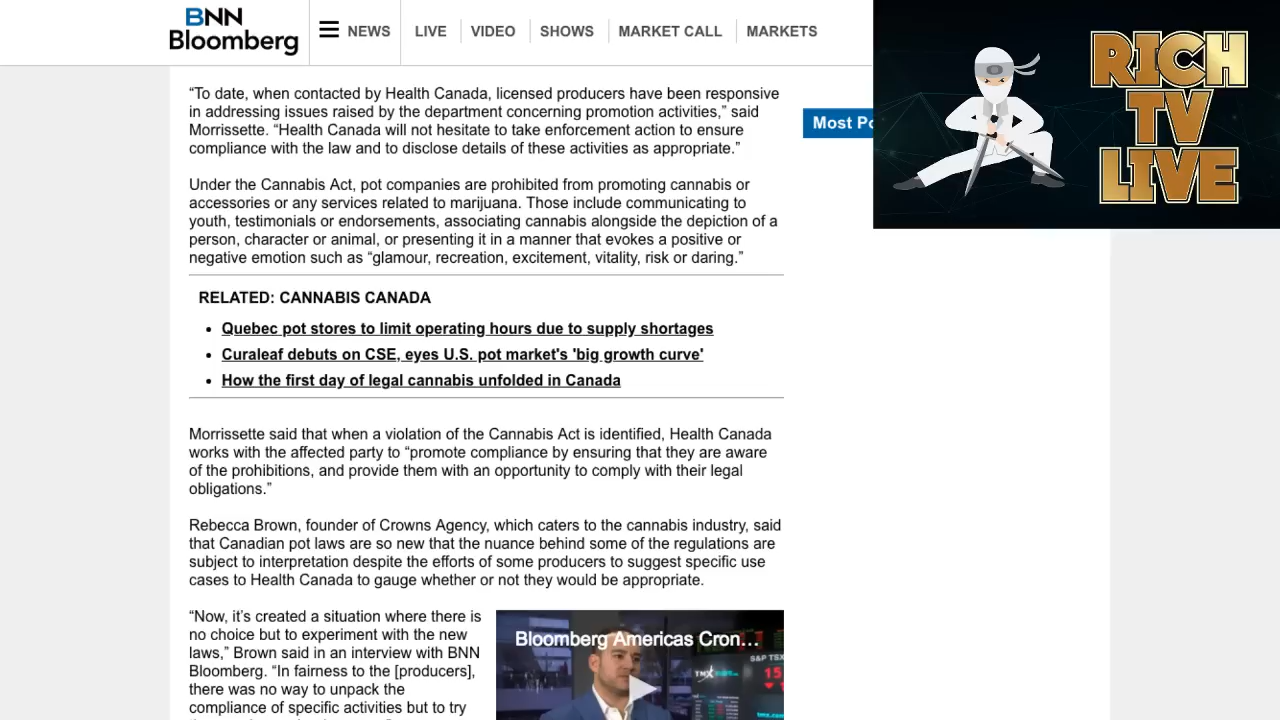 BNN
Bloomberg
NEWS
LIVE
VIDEO
SHOWS
MARKET CALL
MARKETS
RICH
TV
LIVE
Most Po
“To date, when contacted by Health Canada, licensed producers have been responsive
in addressing issues raised by the department concerning promotion activities,” said
Morrissette. “Health Canada will not hesitate to take enforcement action to ensure
compliance with the law and to disclose details of these activities as appropriate.”
Under the Cannabis Act, pot companies are prohibited from promoting cannabis or
accessories or any services related to marijuana. Those include communicating to
youth, testimonials or endorsements, associating cannabis alongside the depiction of a
person, character or animal, or presenting it in a manner that evokes a positive or
negative emotion such as “glamour, recreation, excitement, vitality, risk or daring.”
RELATED: CANNABIS CANADA
• Quebec pot stores to limit operating hours due to supply shortages
• Curaleaf debuts on CSE, eyes U.S. pot market's 'big growth curve'
• How the first day of legal cannabis unfolded in Canada
Morrissette said that when a violation of the Cannabis Act is identified, Health Canada
works with the affected party to “promote compliance by ensuring that they are aware
of the prohibitions, and provide them with an opportunity to comply with their legal
obligations.”
Rebecca Brown, founder of Crowns Agency, which caters to the cannabis industry, said
that Canadian pot laws are so new that the nuance behind some of the regulations are
subject to interpretation despite the efforts of some producers to suggest specific use
cases to Health Canada to gauge whether or not they would be appropriate.
“Now, it’s created a situation where there is
no choice but to experiment with the new
laws,” Brown said in an interview with BNN
Bloomberg. “In fairness to the [producers],
there was no way to unpack the
compliance of specific activities but to try
Bloomberg Americas Cron…
S&P TSX
TMX
15